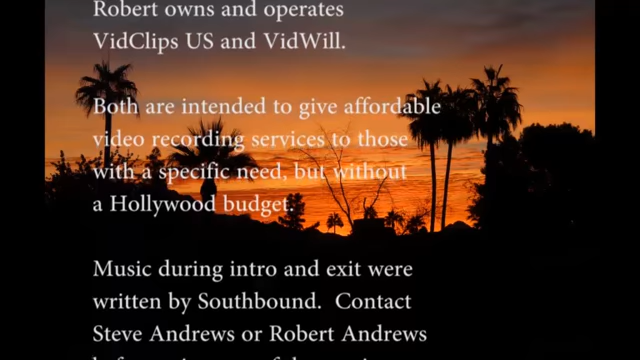 Robert owns and operates
VidClips US and VidWill.
Both are intended to give affordable
video recording services to those
with a specific need, but without
a Hollywood budget.
Music during intro and exit were
written by Southbound.  Contact
Steve Andrews or Robert Andrews